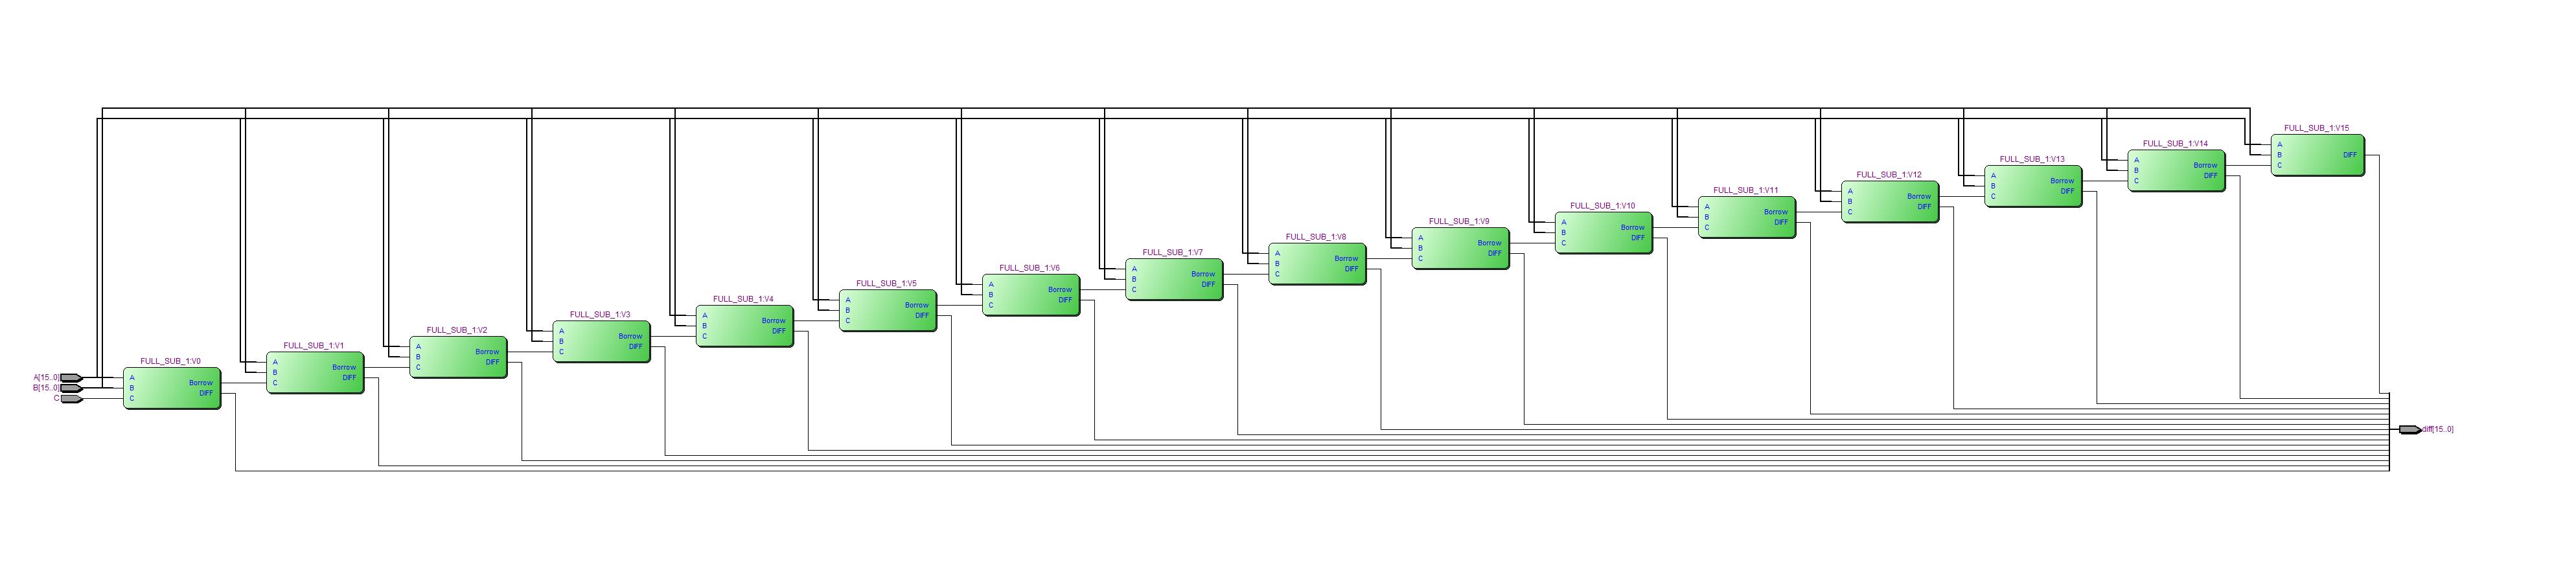 A[15..0]
B[15..0]
C
FULL_SUB_1:V0
A
B
C
Borrow
DIFF
FULL_SUB_1:V1
A
B
C
Borrow
DIFF
FULL_SUB_1:V2
A
B
C
Borrow
DIFF
FULL_SUB_1:V3
A
B
C
Borrow
DIFF
FULL_SUB_1:V4
A
B
C
Borrow
DIFF
FULL_SUB_1:V5
A
B
C
Borrow
DIFF
FULL_SUB_1:V6
A
B
C
Borrow
DIFF
FULL_SUB_1:V7
A
B
C
Borrow
DIFF
FULL_SUB_1:V8
A
B
C
Borrow
DIFF
FULL_SUB_1:V9
A
B
C
Borrow
DIFF
FULL_SUB_1:V10
A
B
C
Borrow
DIFF
FULL_SUB_1:V11
A
B
C
Borrow
DIFF
FULL_SUB_1:V12
A
B
C
Borrow
DIFF
FULL_SUB_1:V13
A
B
C
Borrow
DIFF
FULL_SUB_1:V14
A
B
C
Borrow
DIFF
FULL_SUB_1:V15
A
B
C
DIFF
diff[15..0]